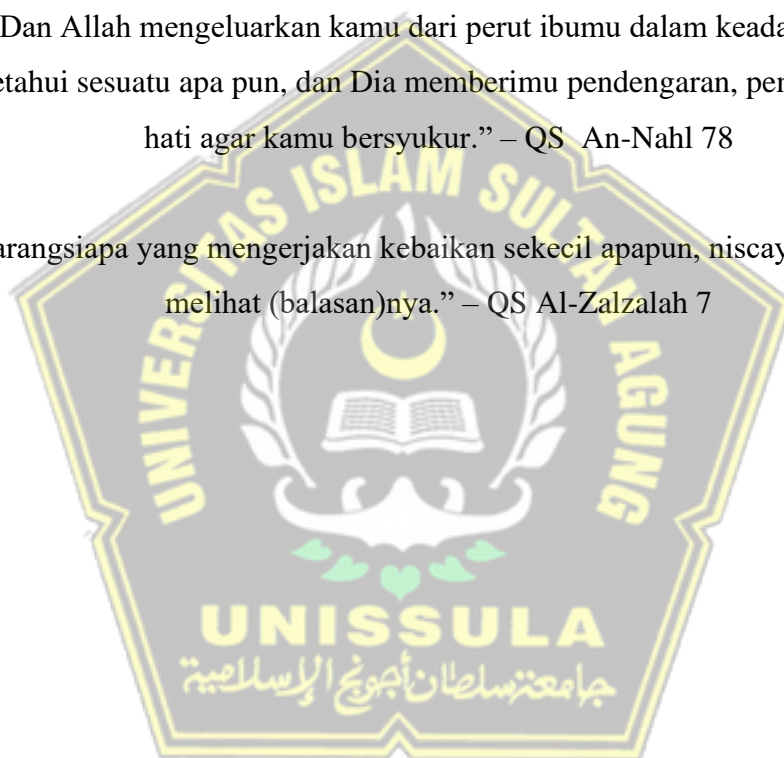 Dan Allah mengeluarkan kamu dari perut ibumu dalam keada
etahui sesuatu apa pun, dan Dia memberimu pendengaran, pen
hati agar kamu bersyukur.” – QS An-Nahl 78
arangsiapa yang mengerjakan kebaikan sekecil apapun, niscay
melihat (balasan)nya.” – QS Al-Zalzalah 7
UNIVERSITAS ISLAM SULTAN AGUNG
UNISSULA
جامعتنسلطان أجونج الإسلامية